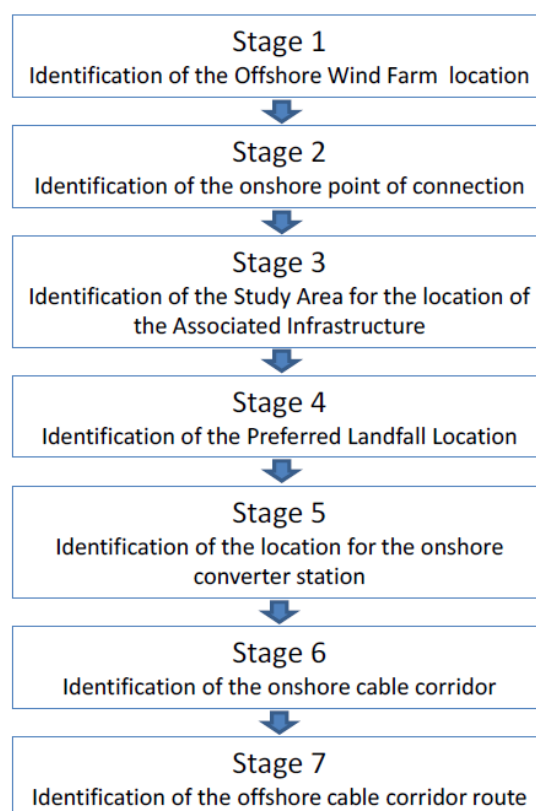 Stage 1
Identification of the Offshore Wind Farm location
Stage 2
Identification of the onshore point of connection
Stage 3
Identification of the Study Area for the location of
the Associated Infrastructure
Stage 4
Identification of the Preferred Landfall Location
Stage 5
Identification of the location for the onshore
converter station
Stage 6
Identification of the onshore cable corridor
Stage 7
Identification of the offshore cable corridor route